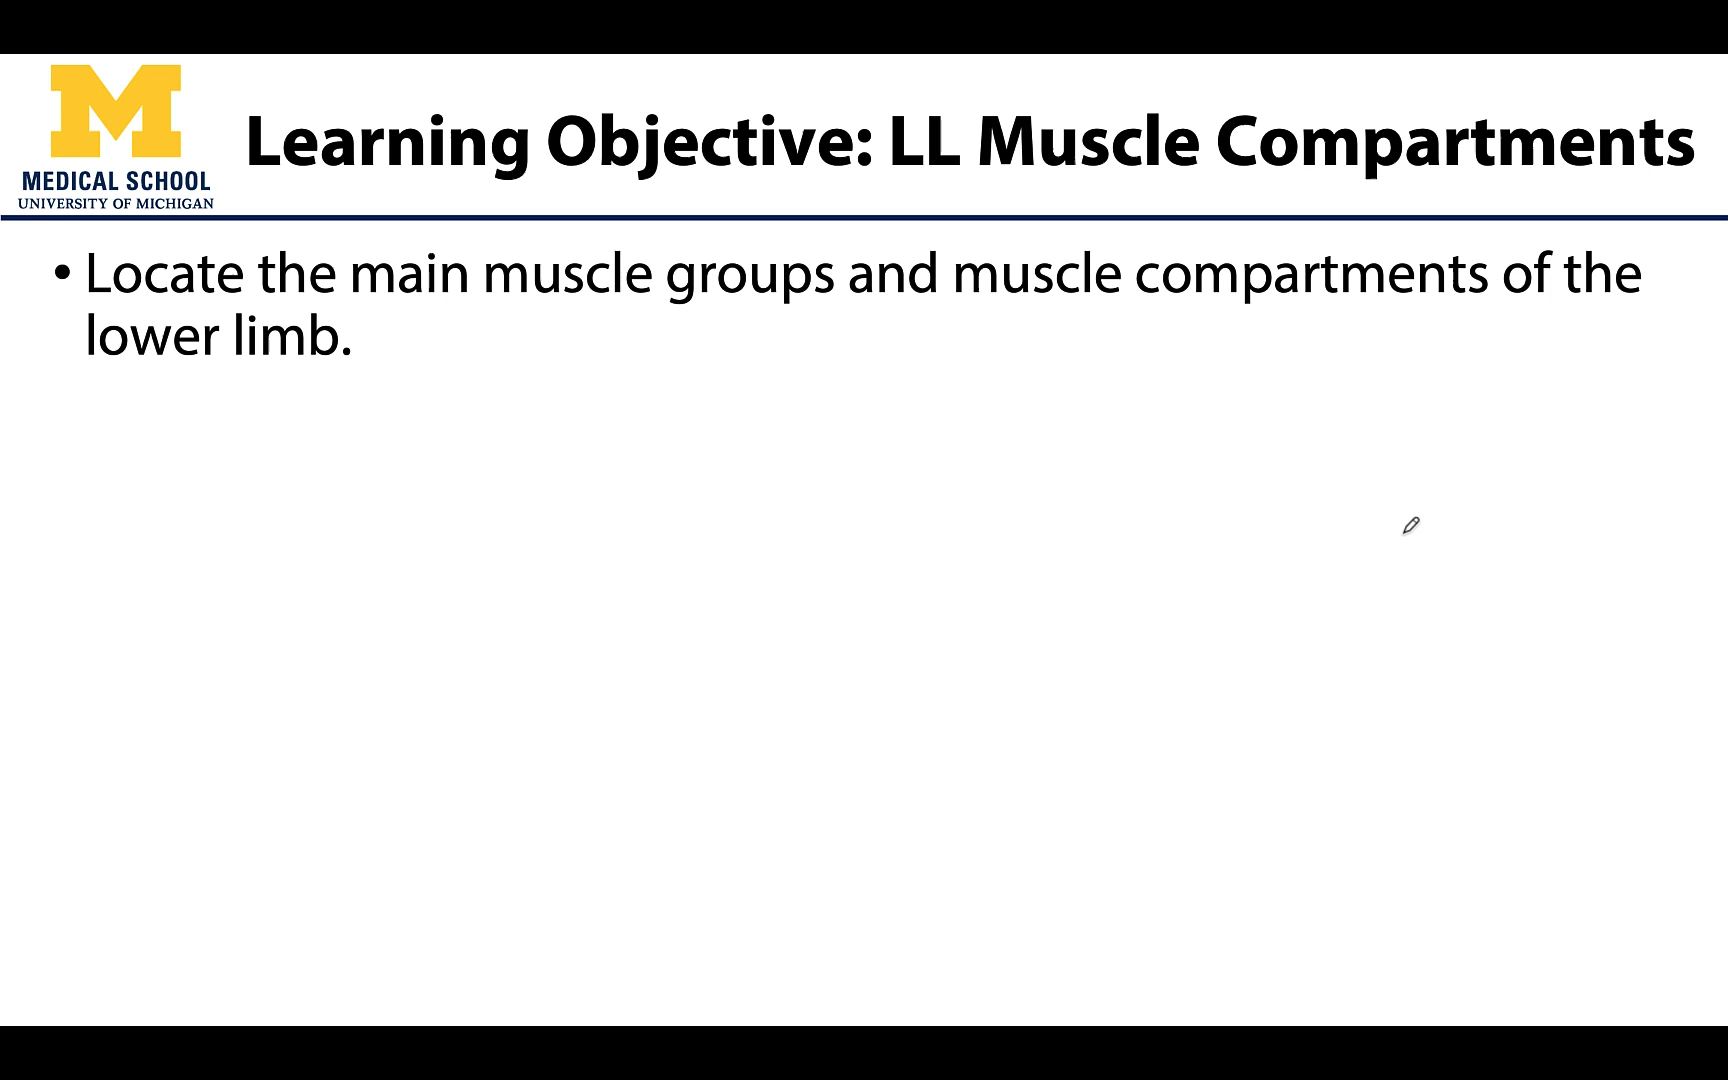 M
MEDICAL SCHOOL
UNIVERSITY OF MICHIGAN
Learning Objective: LL Muscle Compartments
• Locate the main muscle groups and muscle compartments of the
lower limb.